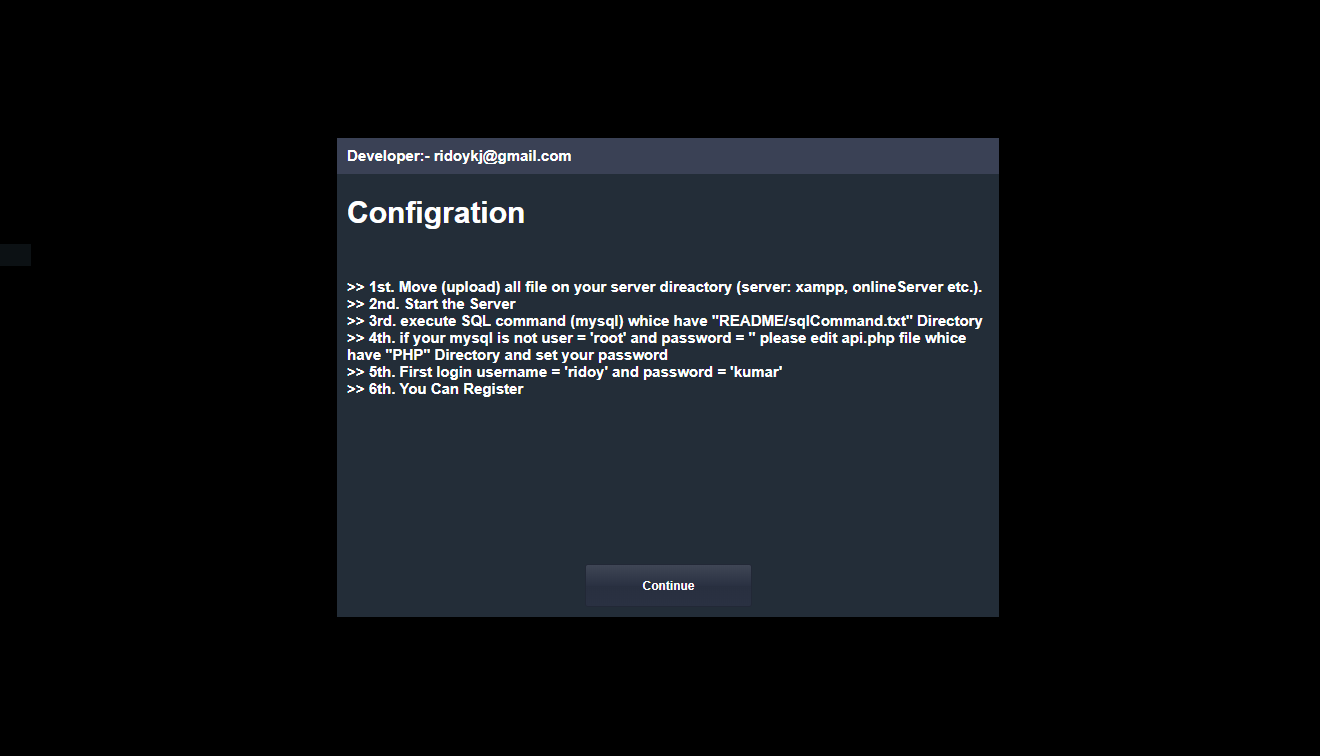 Developer:- ridoykj@gmail.com
Configration
>> 1st. Move (upload) all file on your server direactory (server: xampp, onlineServer etc.).
>> 2nd. Start the Server
>> 3rd. execute SQL command (mysql) whice have "README/sqlCommand.txt" Directory
>> 4th. if your mysql is not user = 'root' and password = '' please edit api.php file whice
have "PHP" Directory and set your password
>> 5th. First login username = 'ridoy' and password = 'kumar'
>> 6th. You Can Register
Continue